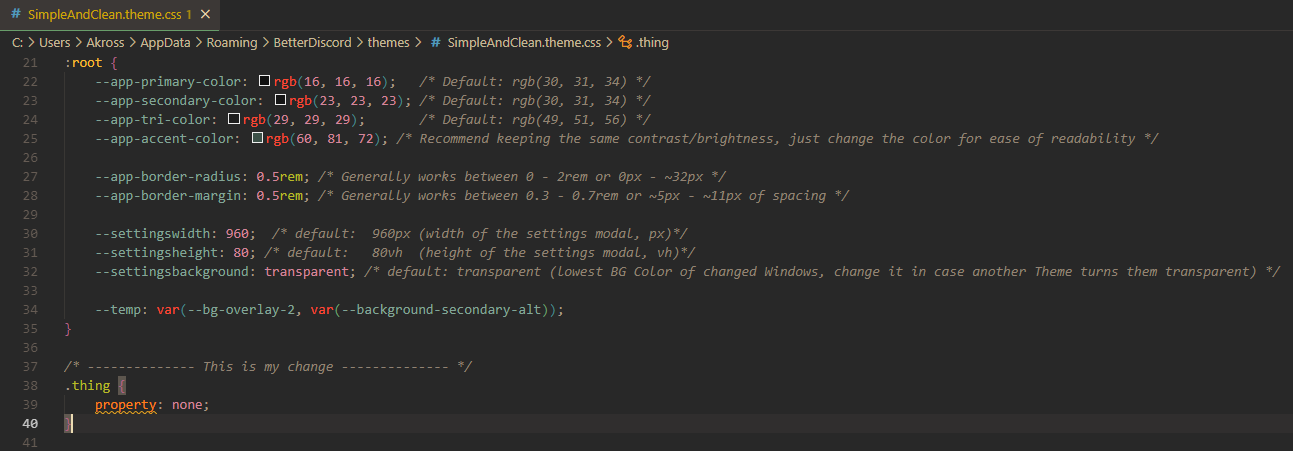 # SimpleAndClean.theme.css 1 ×
C: > Users > Akross > AppData > Roaming > BetterDiscord > themes > # SimpleAndClean.theme.css > .thing
21 :root {
22 --app-primary-color: rgb(16, 16, 16); /* Default: rgb(30, 31, 34) */
23 --app-secondary-color: rgb(23, 23, 23); /* Default: rgb(30, 31, 34) */
24 --app-tri-color: rgb(29, 29, 29); /* Default: rgb(49, 51, 56) */
25 --app-accent-color: rgb(60, 81, 72); /* Recommend keeping the same contrast/brightness, just change the color for ease of readability */
26
27 --app-border-radius: 0.5rem; /* Generally works between 0 - 2rem or 0px - ~32px */
28 --app-border-margin: 0.5rem; /* Generally works between 0.3 - 0.7rem or ~5px - ~11px of spacing */
29
30 --settingswidth: 960; /* default: 960px (width of the settings modal, px)*/
31 --settingsheight: 80; /* default: 80vh (height of the settings modal, vh)*/
32 --settingsbackground: transparent; /* default: transparent (lowest BG Color of changed Windows, change it in case another Theme turns them transparent) */
33
34 --temp: var(--bg-overlay-2, var(--background-secondary-alt));
35 }
36
37 /* -------------- This is my change -------------- */
38 .thing {
39 property: none;
40 }
41